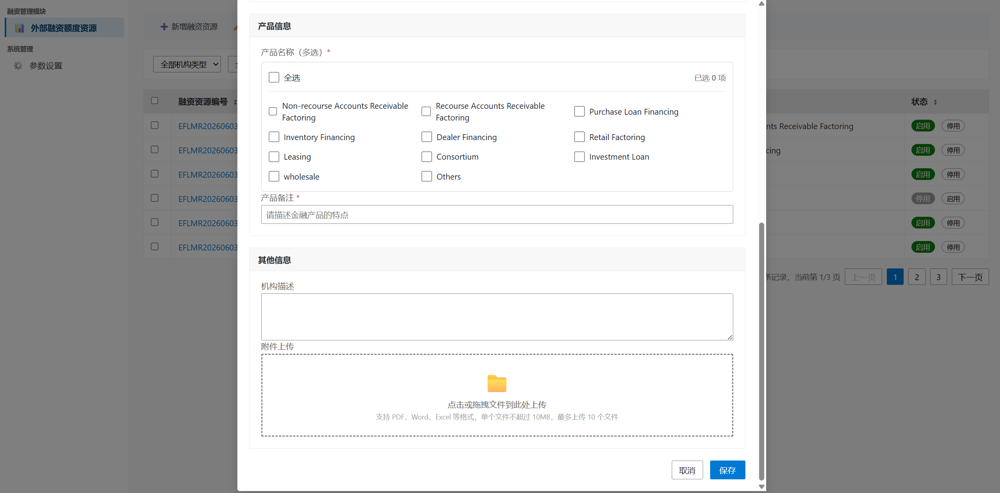 融资管理模块
外部融资额度资源
系统管理
参数设置
新增融资资源
全部机构类型
融资资源编号
状态
EFLMR20260603
nts Receivable Factoring
启用 停用
EFLMR20260603
cing
启用 停用
EFLMR20260603
启用 停用
EFLMR20260603
停用 启用
EFLMR20260603
启用 停用
EFLMR20260603
启用 停用
条记录，当前第 1/3 页 上一页 1 2 3 下一页
产品信息
产品名称（多选）*
全选 已选 0 项
Non-recourse Accounts Receivable
Factoring
Recourse Accounts Receivable
Factoring
Purchase Loan Financing
Inventory Financing
Dealer Financing
Retail Factoring
Leasing
Consortium
Investment Loan
wholesale
Others
产品备注 *
请描述金融产品的特点
其他信息
机构描述
附件上传
点击或拖拽文件到此处上传
支持 PDF、Word、Excel 等格式，单个文件不超过 10MB，最多上传 10 个文件
取消 保存